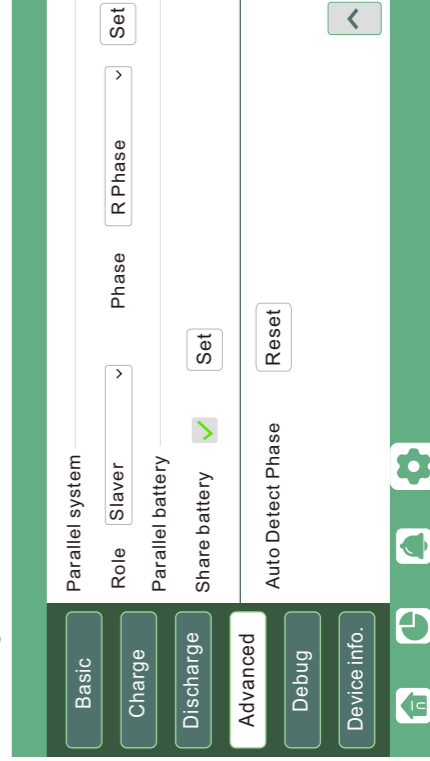 Basic
Charge
Discharge
Advanced
Debug
Device info.
Parallel system
Role Slaver Phase R Phase Set
Parallel battery
Share battery Set
Auto Detect Phase Reset